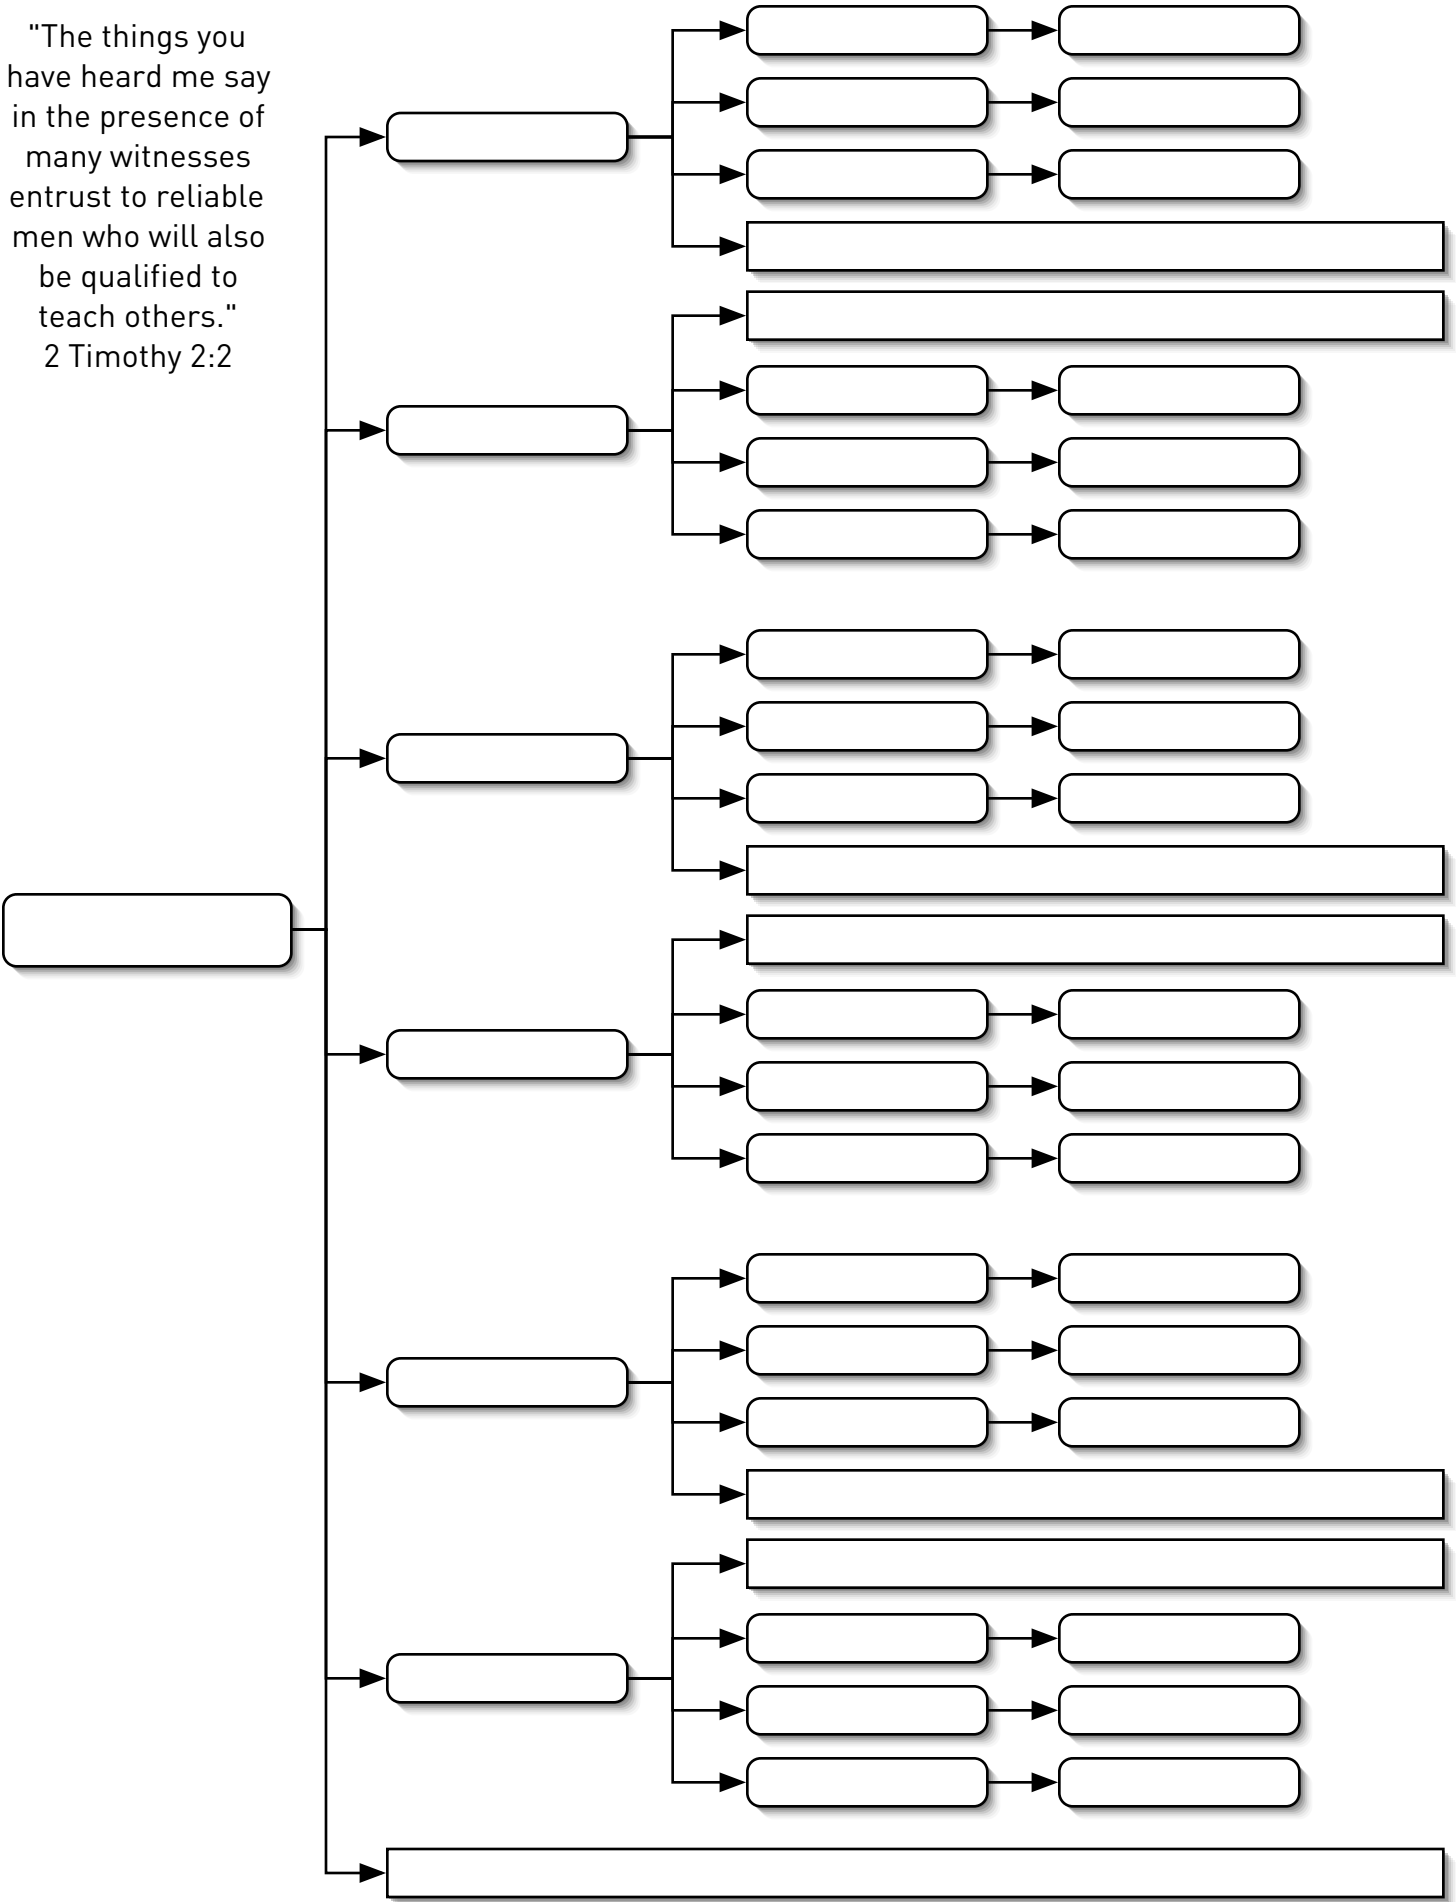 "The things you
have heard me say
in the presence of
many witnesses
entrust to reliable
men who will also
be qualified to
teach others."
2 Timothy 2:2